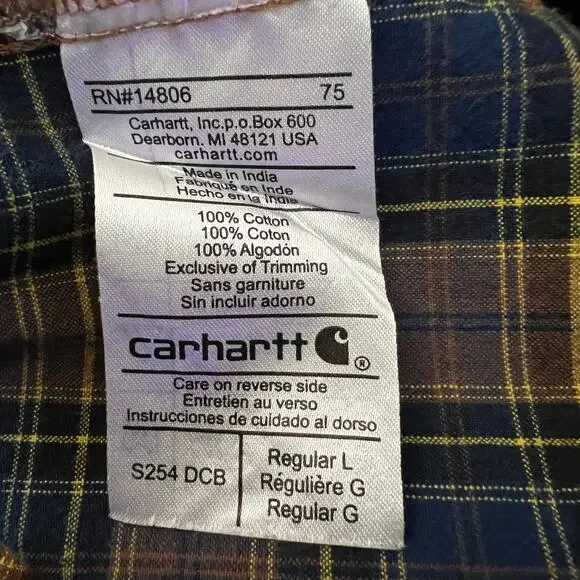 RN#14806 75
Carhartt, Inc.p.o.Box 600
Dearborn. MI 48121 USA
carhartt.com
Made in India
Fabriqué en Inde
Hecho en la India
100% Cotton
100% Coton
100% Algodón
Exclusive of Trimming
Sans garniture
Sin incluir adorno
carhartt ®
Care on reverse side
Entretien au verso
Instrucciones de cuidado al dorso
S254 DCB
Regular L
Régulière G
Regular G